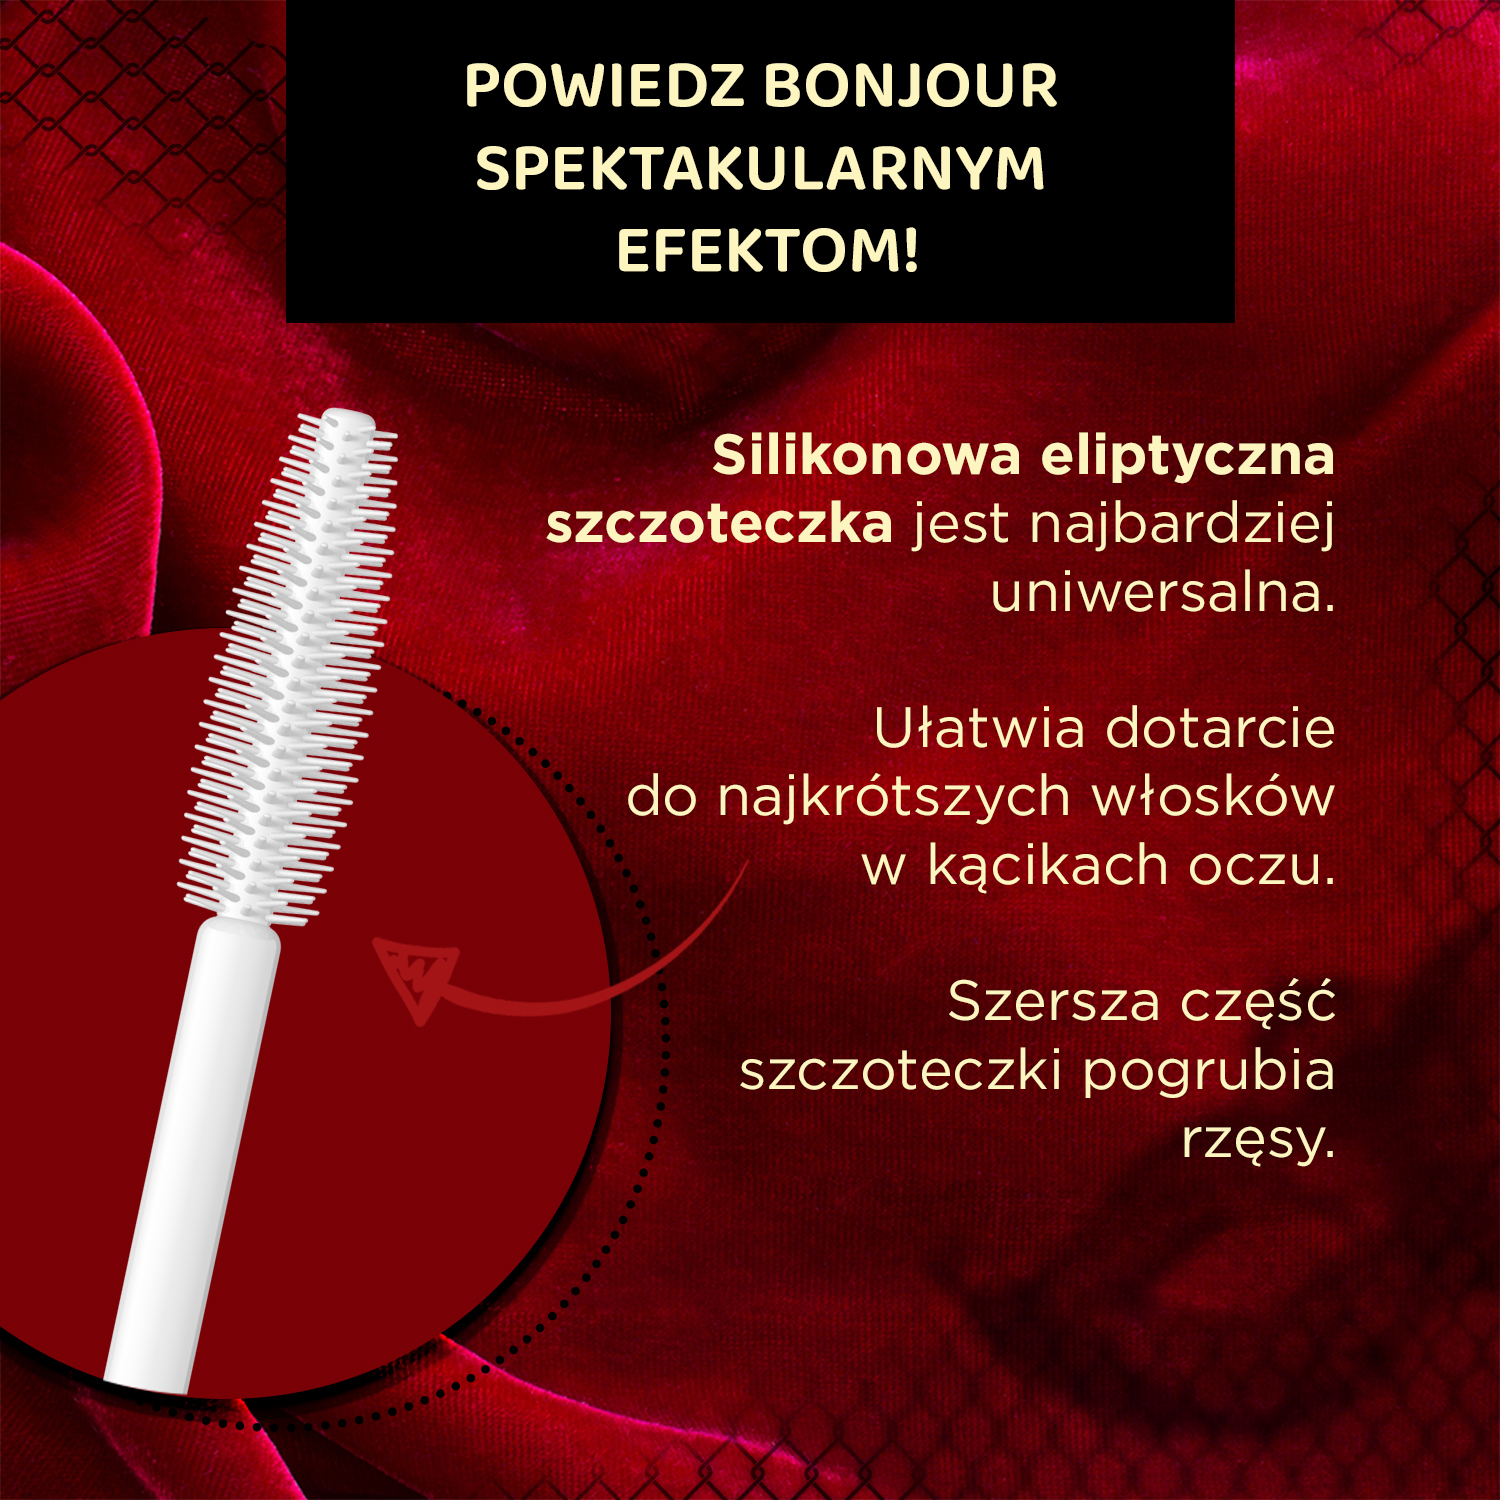 POWIEDZ BONJOUR
SPEKTAKULARNYM
EFEKTOM!
Silikonowa eliptyczna
szczoteczka jest najbardziej
uniwersalna.
Ułatwia dotarcie
do najkrótszych włosków
w kącikach oczu.
Szersza część
szczoteczki pogrubia
rzęsy.